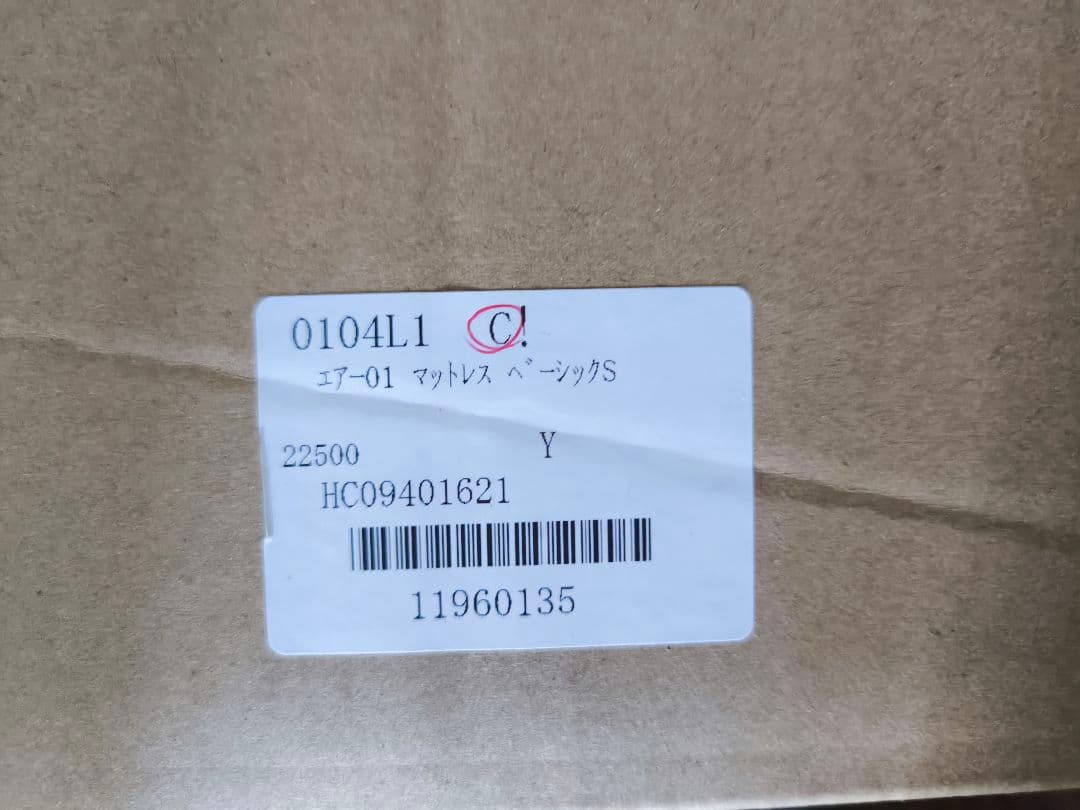 0104L1 C!
ｴｱｰ01 ﾏｯﾄﾚｽ ﾍﾞｰｼｯｸS
22500 Y
HC09401621
11960135